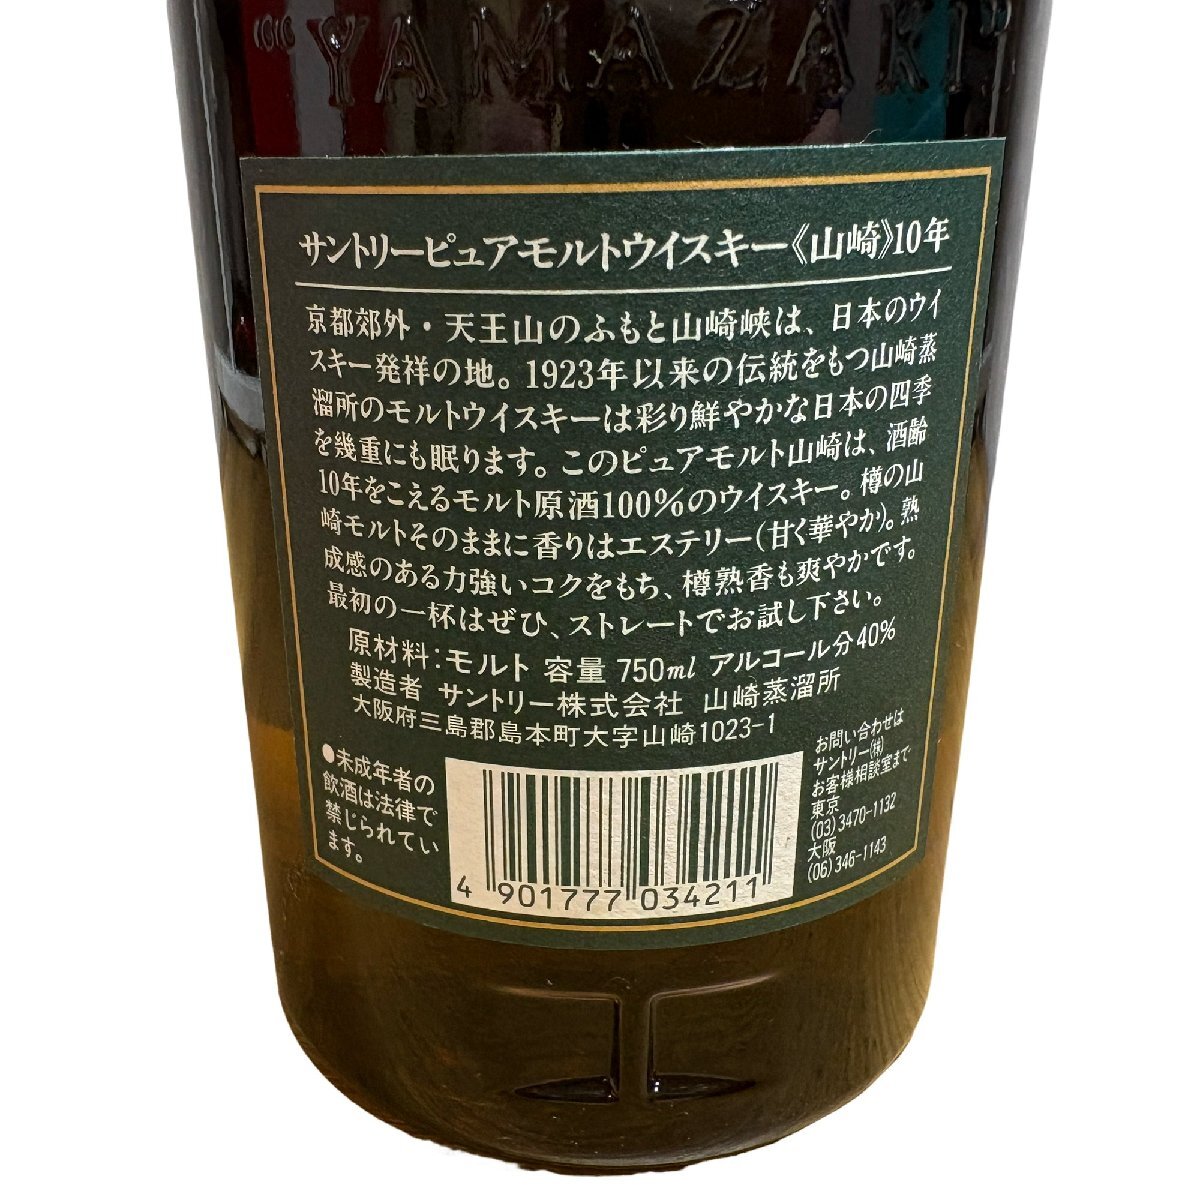 "YAMAZAKI"
サントリーピュアモルトウイスキー《山崎》10年
京都郊外・天王山のふもと山崎峡は、日本のウイ
スキー発祥の地。1923年以来の伝統をもつ山崎蒸
溜所のモルトウイスキーは彩り鮮やかな日本の四季
を幾重にも眠ります。このピュアモルト山崎は、酒齢
10年をこえるモルト原酒100%のウイスキー。樽の山
崎モルトそのままに香りはエステリー(甘く華やか)。熟
成感のある力強いコクをもち、樽熟香も爽やかです。
最初の一杯はぜひ、ストレートでお試し下さい。
原材料:モルト 容量 750ml アルコール分40%
製造者 サントリー株式会社 山崎蒸溜所
大阪府三島郡島本町大字山崎1023-1
●未成年者の
飲酒は法律で
禁じられてい
ます。
4 901777 034211
お問い合わせは
サントリー(株)
お客様相談室まで
東京
(03)3470-1132
大阪
(06)346-1143